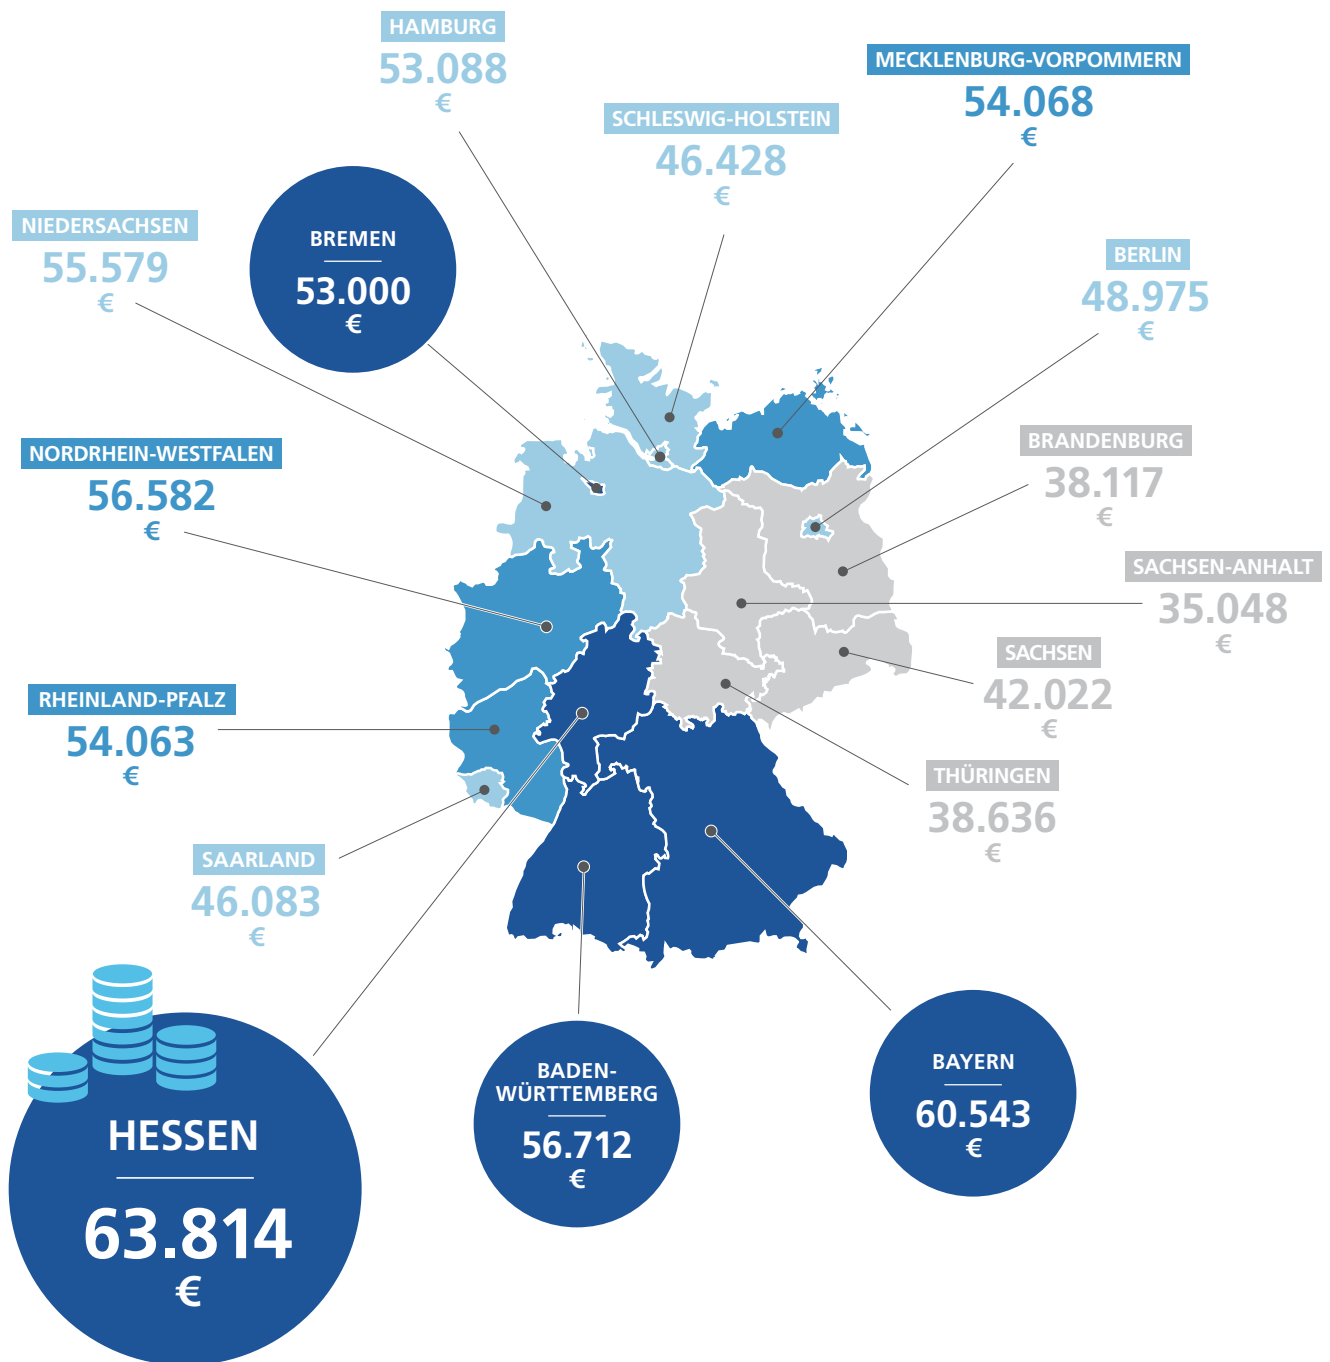 HAMBURG
53.088
€
MECKLENBURG-VORPOMMERN
54.068
€
SCHLESWIG-HOLSTEIN
46.428
€
NIEDERSACHSEN
55.579
€
BREMEN
53.000
€
BERLIN
48.975
€
NORDRHEIN-WESTFALEN
56.582
€
BRANDENBURG
38.117
€
SACHSEN-ANHALT
35.048
€
SACHSEN
42.022
€
RHEINLAND-PFALZ
54.063
€
THÜRINGEN
38.636
€
SAARLAND
46.083
€
HESSEN
63.814
€
BADEN-
WÜRTTEMBERG
56.712
€
BAYERN
60.543
€